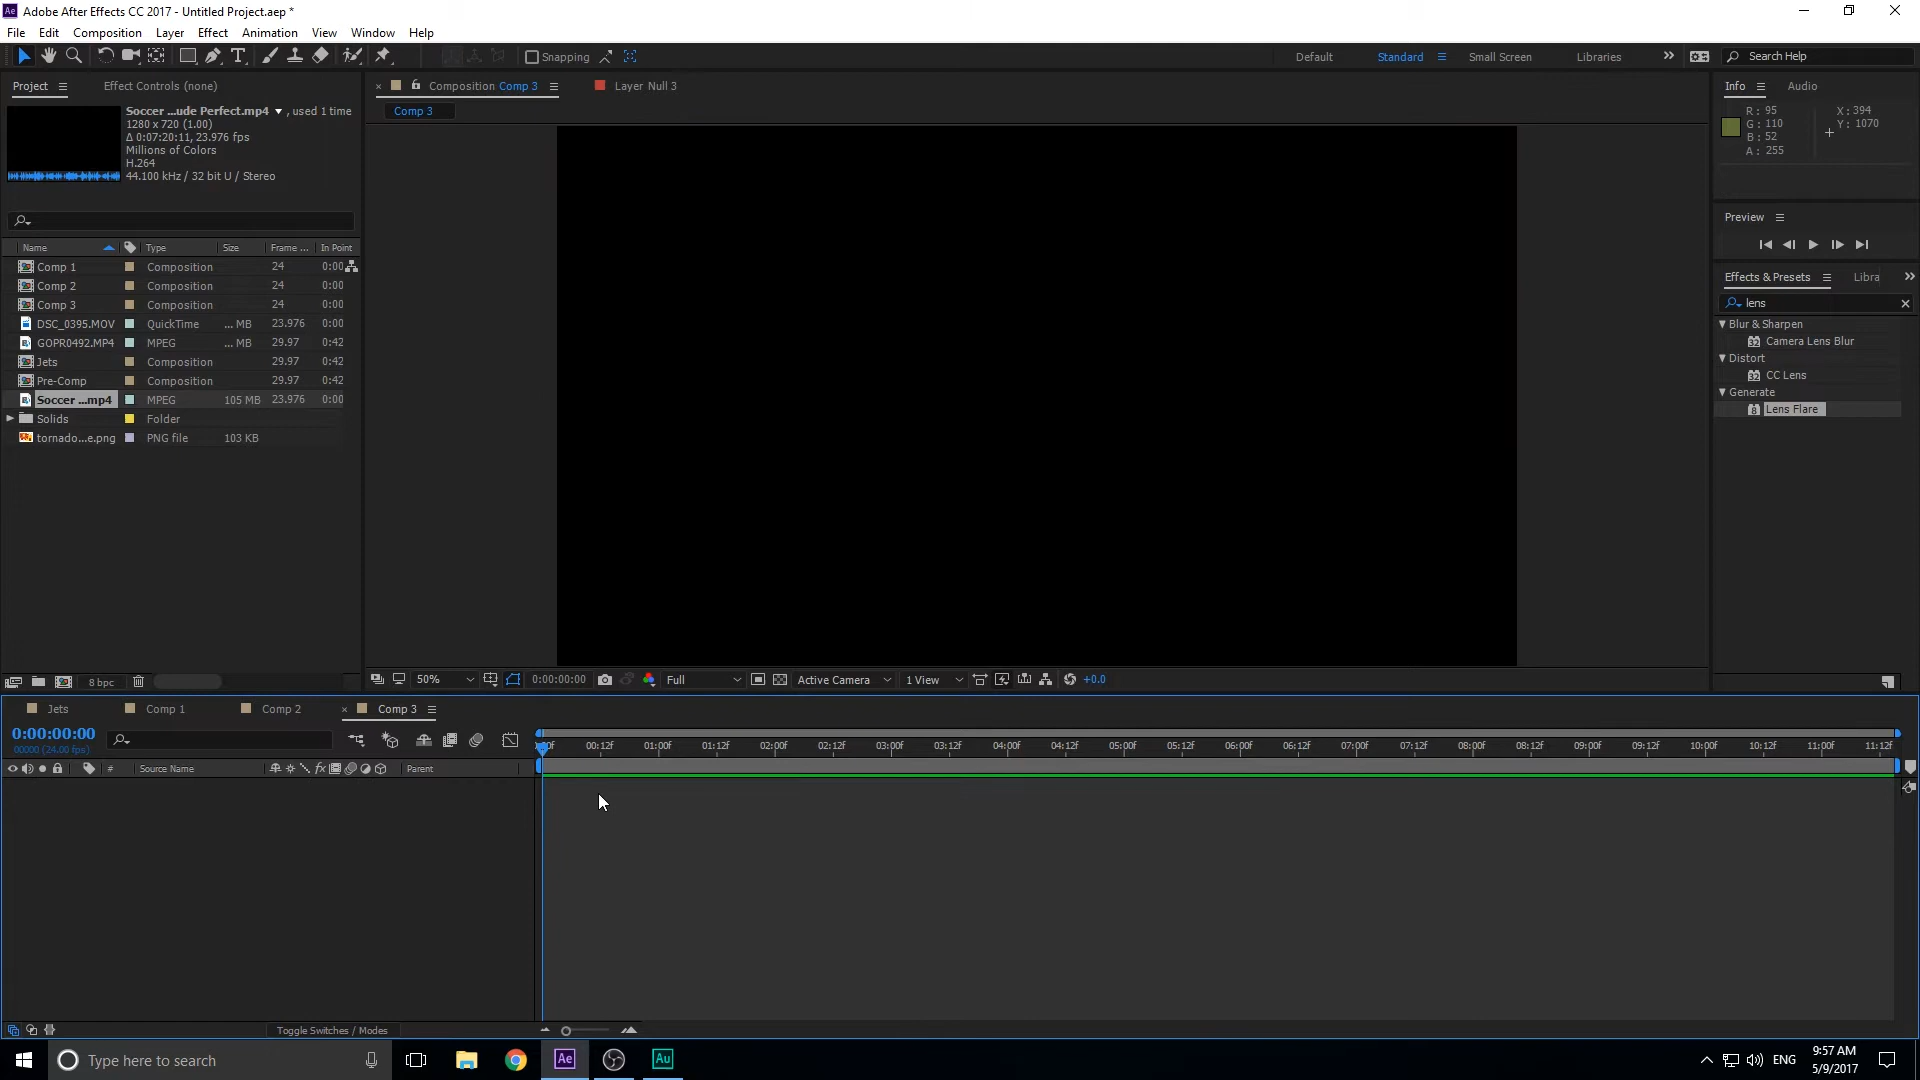 Ae Adobe After Effects CC 2017 - Untitled Project.aep *
File Edit Composition Layer Effect Animation View Window Help
Snapping Default Standard Small Screen Libraries Search Help
Project Effect Controls (none)
Soccer ...ude Perfect.mp4 , used 1 time
1280 x 720 (1.00)
Δ 0:07:20:11, 23.976 fps
Millions of Colors
H.264
44.100 kHz / 32 bit U / Stereo
Name Type Size Frame ... In Point
Comp 1 Composition 24 0:00
Comp 2 Composition 24 0:00
Comp 3 Composition 24 0:00
DSC_0395.MOV QuickTime ... MB 23.976 0:00
GOPR0492.MP4 MPEG ... MB 29.97 0:42
Jets Composition 29.97 0:42
Pre-Comp Composition 29.97 0:42
Soccer ...mp4 MPEG 105 MB 23.976 0:00
Solids Folder
tornado...e.png PNG file 103 KB
8 bpc
Composition Comp 3 Layer Null 3
Comp 3
50% 0:00:00:00 Full Active Camera 1 View +0.0
Info Audio
R: 95 X: 394
G: 110 Y: 1070
B: 52
A: 255
Preview
Effects & Presets Libra
lens
Blur & Sharpen
32 Camera Lens Blur
Distort
32 CC Lens
Generate
8 Lens Flare
Jets Comp 1 Comp 2 Comp 3
0:00:00:00
00000 (24.00 fps)
00:12f 01:00f 01:12f 02:00f 02:12f 03:00f 03:12f 04:00f 04:12f 05:00f 05:12f 06:00f 06:12f 07:00f 07:12f 08:00f 08:12f 09:00f 09:12f 10:00f 10:12f 11:00f 11:12f
# Source Name fx Parent
Toggle Switches / Modes
Type here to search Ae Au ENG
9:57 AM
5/9/2017